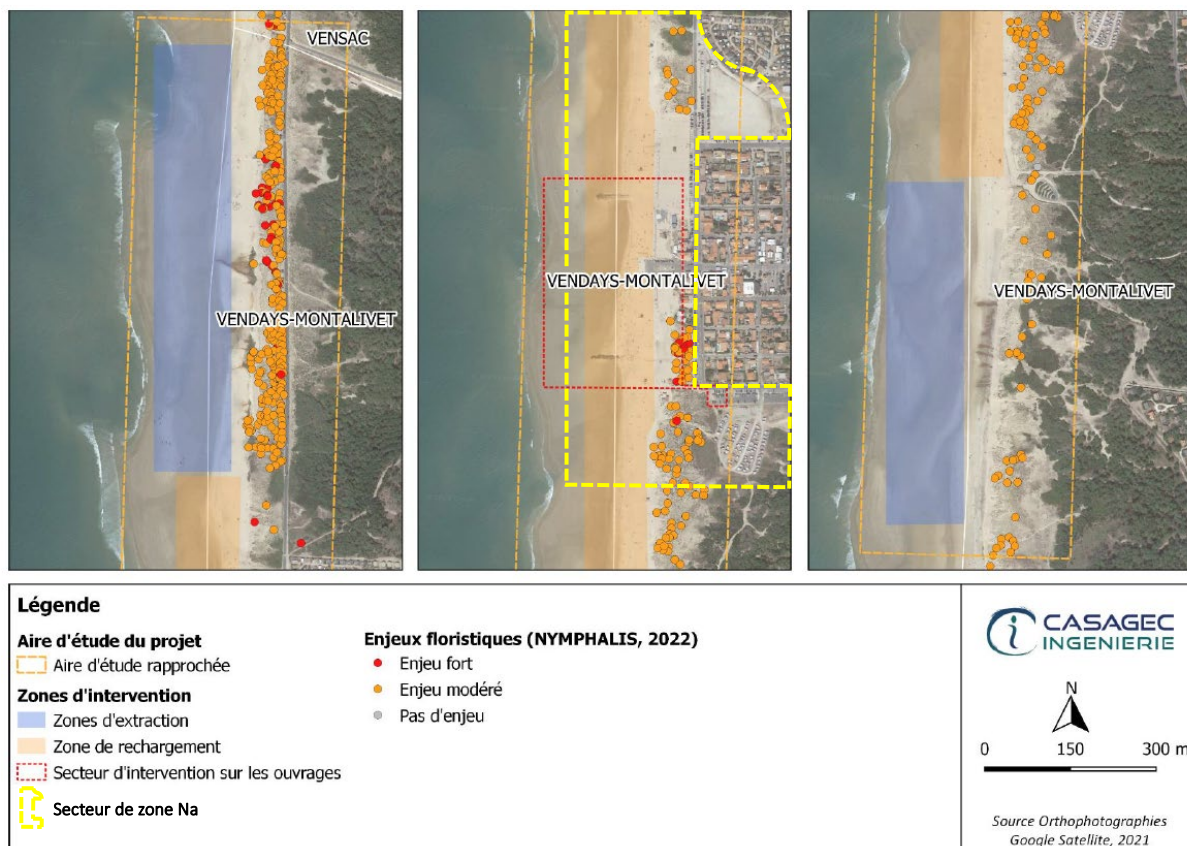 VENSAC
VENDAYS-MONTALIVET
VENDAYS-MONTALIVET
VENDAYS-MONTALIVET
Légende
Aire d'étude du projet
Aire d'étude rapprochée
Zones d'intervention
Zones d'extraction
Zone de rechargement
Secteur d'intervention sur les ouvrages
Secteur de zone Na
Enjeux floristiques (NYMPHALIS, 2022)
Enjeu fort
Enjeu modéré
Pas d'enjeu
CASAGEC
INGENIERIE
N
0 150 300 m
Source Orthophotographies
Google Satellite, 2021